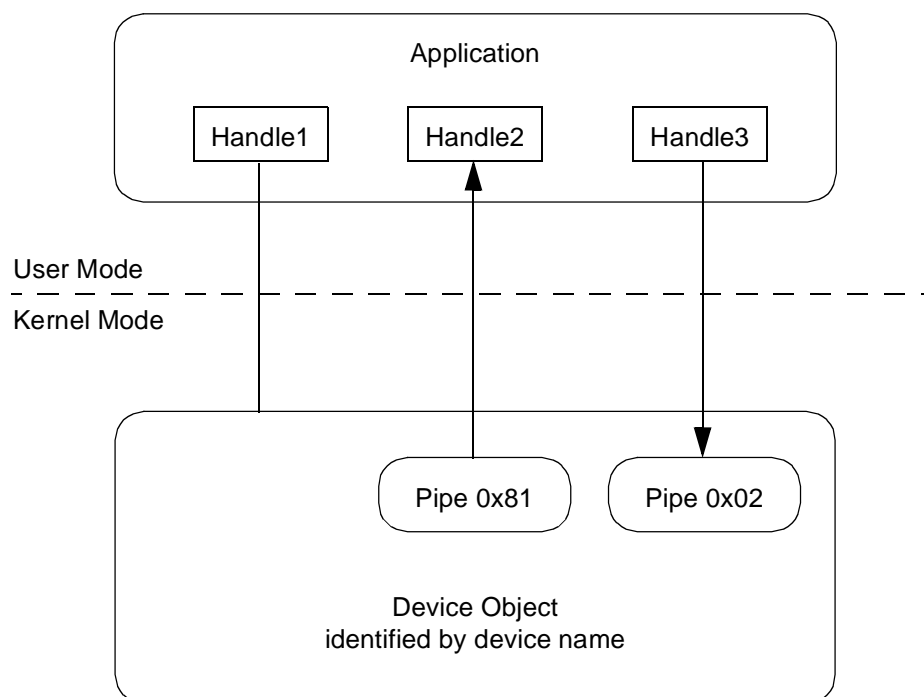 Application
Handle1
Handle2
Handle3
User Mode
Kernel Mode
Pipe 0x81
Pipe 0x02
Device Object
identified by device name